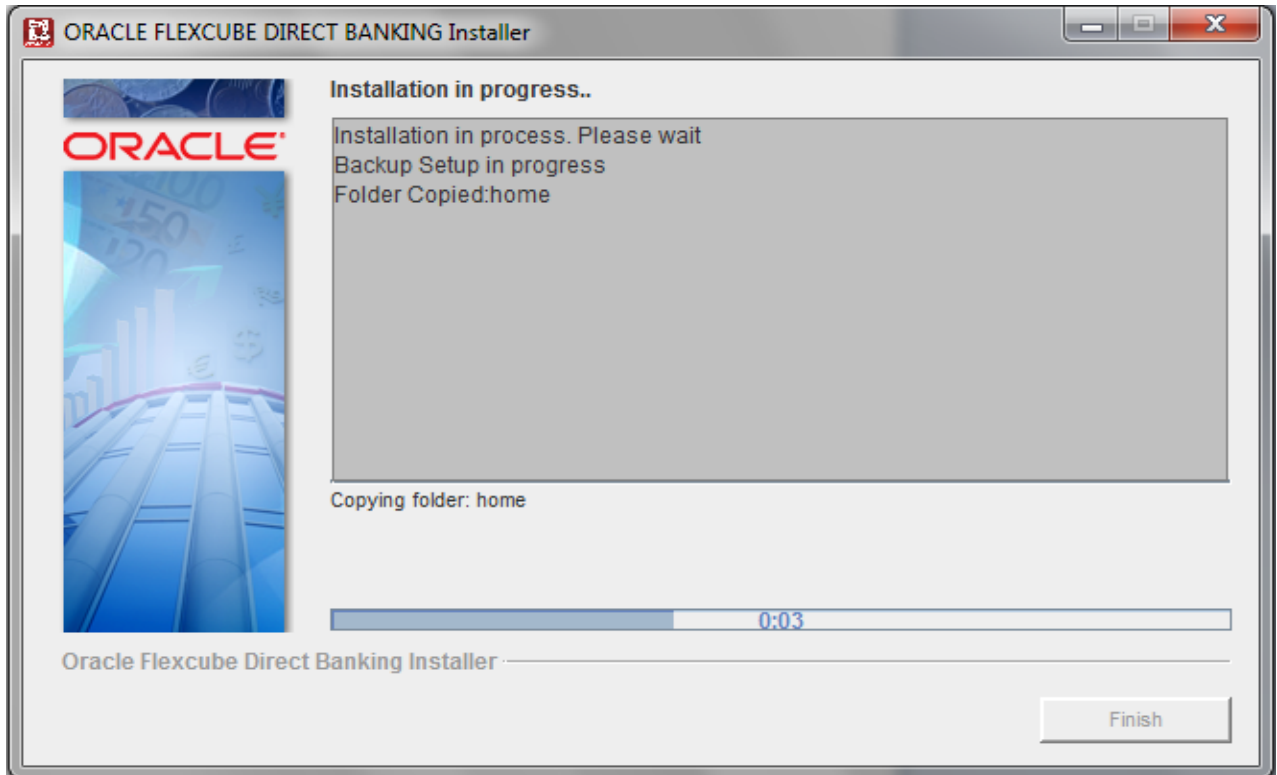 ORACLE FLEXCUBE DIRECT BANKING Installer
ORACLE
Installation in progress..
Installation in process. Please wait
Backup Setup in progress
Folder Copied:home
Copying folder: home
0:03
Oracle Flexcube Direct Banking Installer
Finish